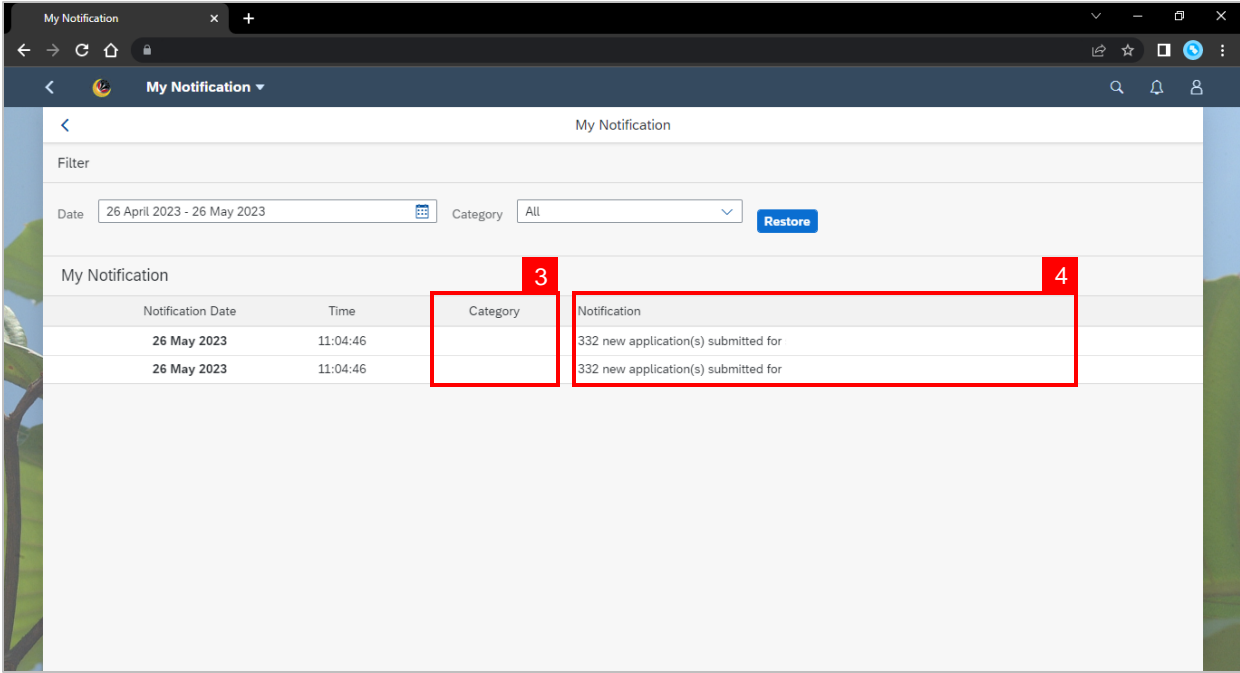 My Notification
My Notification
My Notification
Filter
Date 26 April 2023 - 26 May 2023 Category All Restore
My Notification 3 4
Notification Date Time Category Notification
26 May 2023 11:04:46 332 new application(s) submitted for
26 May 2023 11:04:46 332 new application(s) submitted for